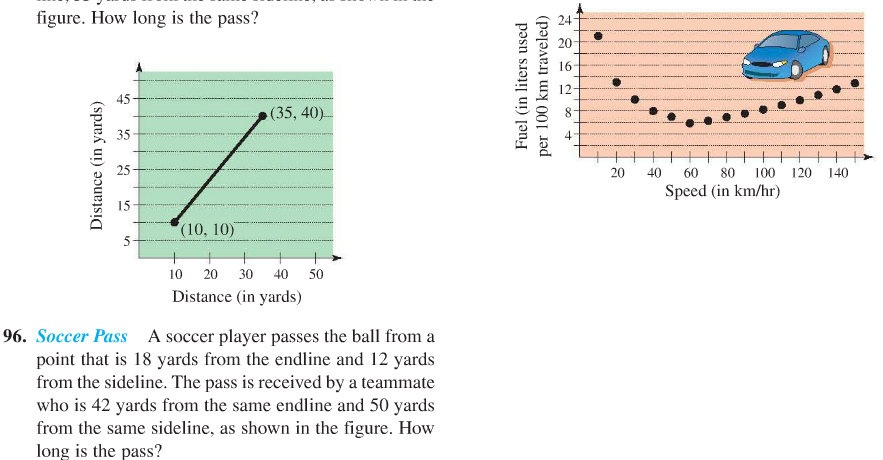 figure. How long is the pass?
Distance (in yards)
45
35
25
15
5
(35, 40)
(10, 10)
10 20 30 40 50
Distance (in yards)
96. Soccer Pass A soccer player passes the ball from a
point that is 18 yards from the endline and 12 yards
from the sideline. The pass is received by a teammate
who is 42 yards from the same endline and 50 yards
from the same sideline, as shown in the figure. How
long is the pass?
Fuel (in liters used
per 100 km traveled)
24
20
16
12
8
4
20 40 60 80 100 120 140
Speed (in km/hr)